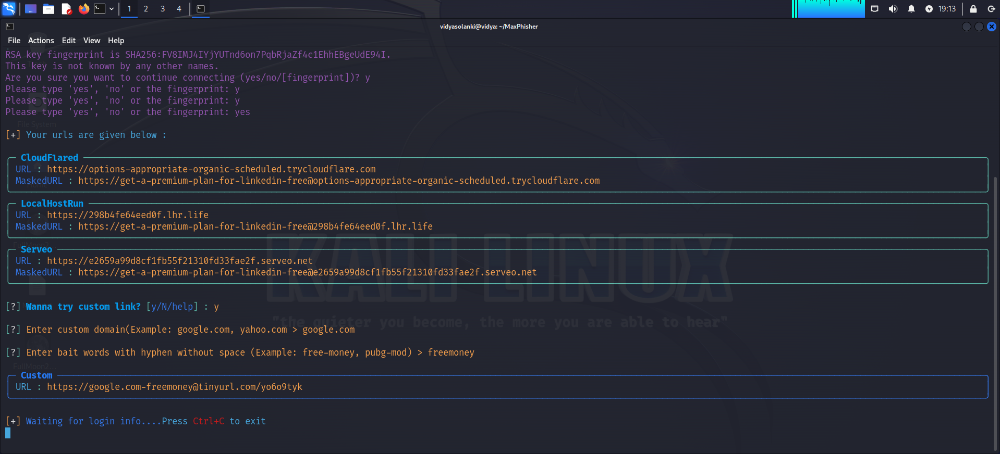 1 2 3 4
19:13
vidyasolanki@vidya: ~/MaxPhisher
File Actions Edit View Help
RSA key fingerprint is SHA256:FV8IMJ4IYjYUTnd6on7PqbRjaZf4c1EhhEBgeUdE94I.
This key is not known by any other names.
Are you sure you want to continue connecting (yes/no/[fingerprint])? y
Please type 'yes', 'no' or the fingerprint: y
Please type 'yes', 'no' or the fingerprint: y
Please type 'yes', 'no' or the fingerprint: yes
File System
[+] Your urls are given below :
CloudFlared
URL : https://options-appropriate-organic-scheduled.trycloudflare.com
MaskedURL : https://get-a-premium-plan-for-linkedin-free@options-appropriate-organic-scheduled.trycloudflare.com
LocalHostRun
URL : https://298b4fe64eed0f.lhr.life
MaskedURL : https://get-a-premium-plan-for-linkedin-free@298b4fe64eed0f.lhr.life
FullMoon2...
KALI LINUX
Serveo
URL : https://e2659a99d8cf1fb55f21310fd33fae2f.serveo.net
MaskedURL : https://get-a-premium-plan-for-linkedin-free@e2659a99d8cf1fb55f21310fd33fae2f.serveo.net
[?] Wanna try custom link? [y/N/help] : y
"the quieter you become, the more you are able to hear"
[?] Enter custom domain(Example: google.com, yahoo.com > google.com
[?] Enter bait words with hyphen without space (Example: free-money, pubg-mod) > freemoney
FullMoon2...
Custom
URL : https://google.com-freemoney@tinyurl.com/yo6o9tyk
[+] Waiting for login info....Press Ctrl+C to exit